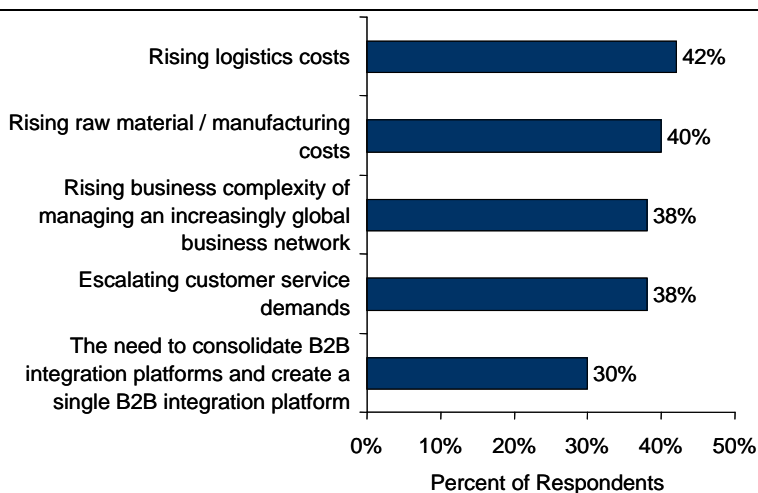 Rising logistics costs
42%
Rising raw material / manufacturing
costs
40%
Rising business complexity of
managing an increasingly global
business network
38%
Escalating customer service
demands
38%
The need to consolidate B2B
integration platforms and create a
single B2B integration platform
30%
0% 10% 20% 30% 40% 50%
Percent of Respondents